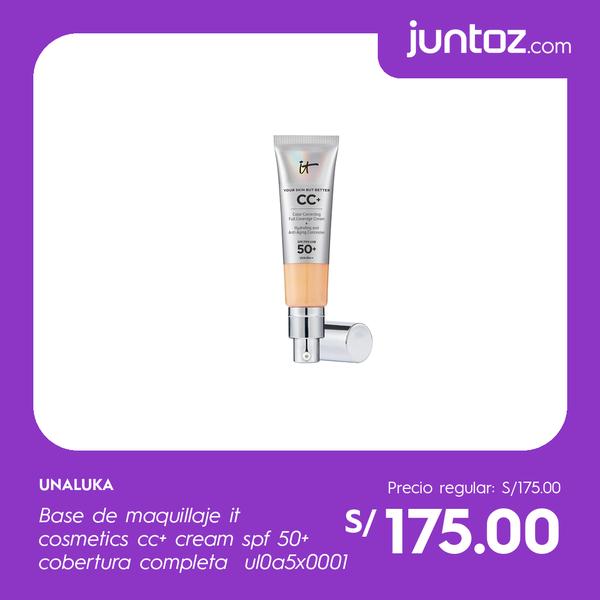 juntoz.com
it
YOUR SKIN BUT BETTER
CC+
Color Correcting
Full Coverage Cream
+
Hydrating and
Anti-Aging Concealer
50+
UNALUKA
Precio regular: S/175.00
Base de maquillaje it
cosmetics cc+ cream spf 50+
cobertura completa ul0a5x0001
S/ 175.00